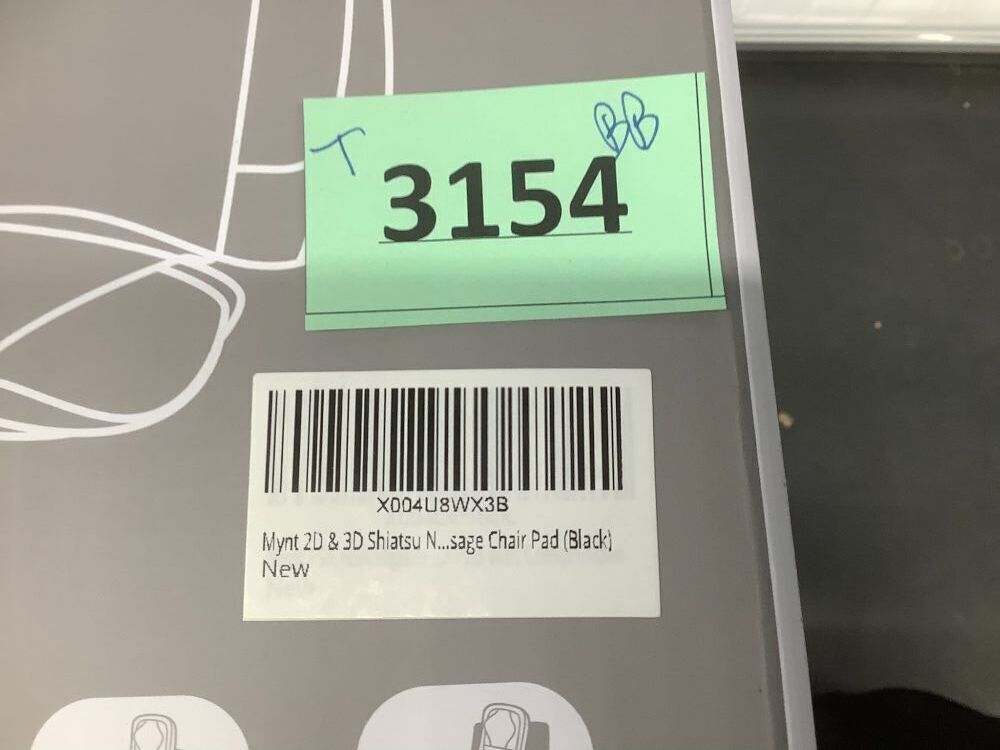 T
BB
3154
X004U8WX3B
Mynt 2D & 3D Shiatsu N...sage Chair Pad (Black)
New